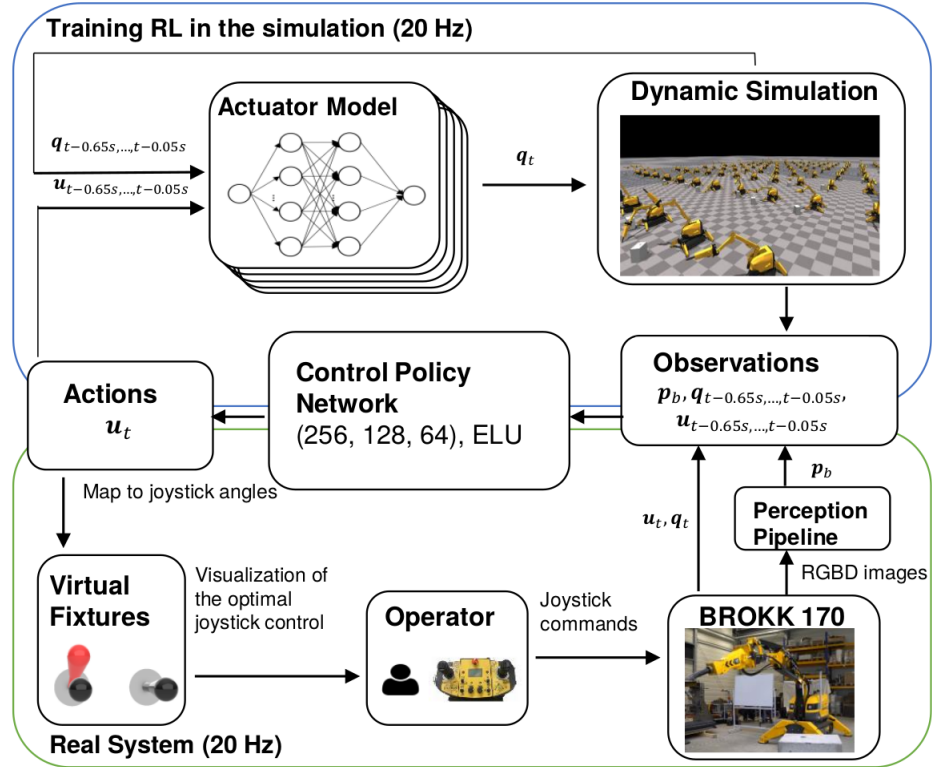 Training RL in the simulation (20 Hz)
Actuator Model
Dynamic Simulation
q_{t−0.65s,…,t−0.05s}
u_{t−0.65s,…,t−0.05s}
q_t
Actions
u_t
Control Policy
Network
(256, 128, 64), ELU
Observations
p_b, q_{t−0.65s,…,t−0.05s},
u_{t−0.65s,…,t−0.05s}
Map to joystick angles
u_t, q_t
p_b
Perception
Pipeline
RGBD images
Virtual
Fixtures
Visualization of
the optimal
joystick control
Operator
Joystick
commands
BROKK 170
Real System (20 Hz)